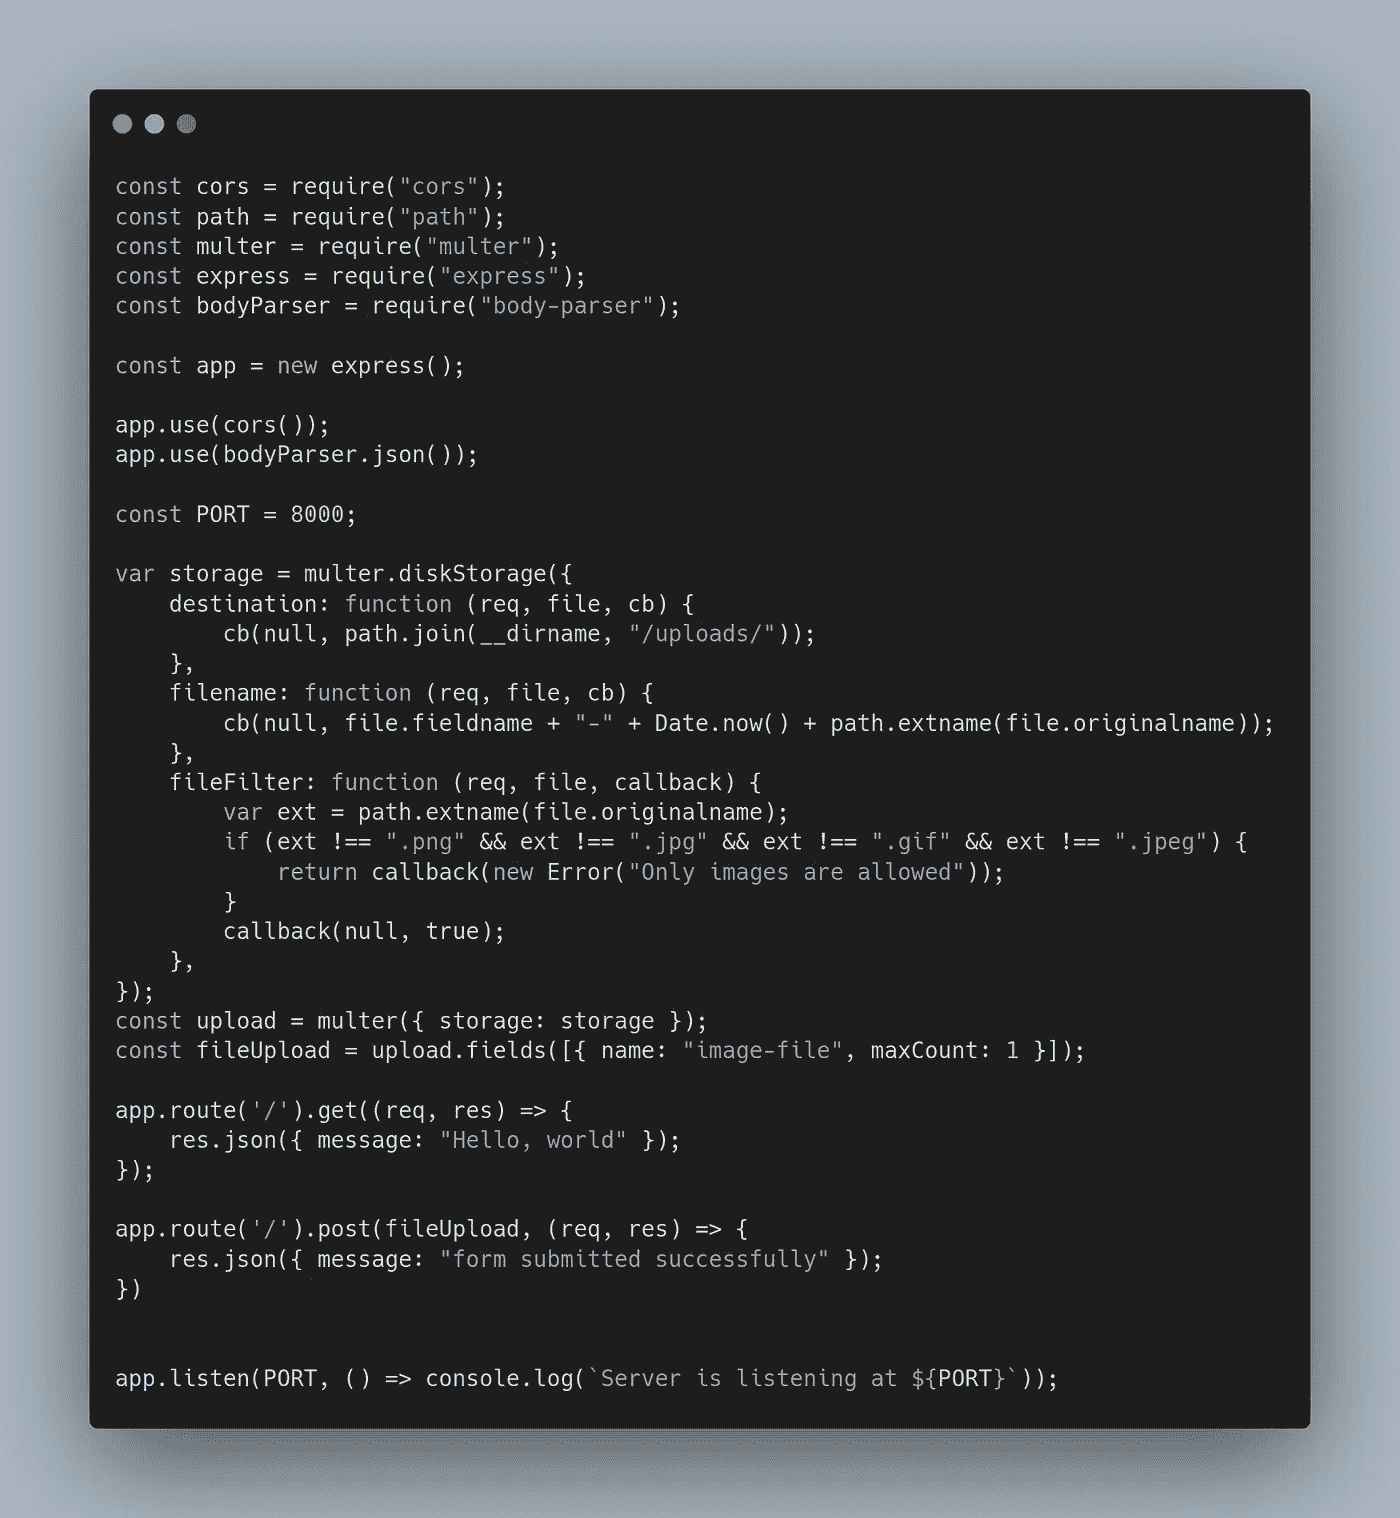 const cors = require("cors");
const path = require("path");
const multer = require("multer");
const express = require("express");
const bodyParser = require("body-parser");

const app = new express();

app.use(cors());
app.use(bodyParser.json());

const PORT = 8000;

var storage = multer.diskStorage({
    destination: function (req, file, cb) {
        cb(null, path.join(__dirname, "/uploads/"));
    },
    filename: function (req, file, cb) {
        cb(null, file.fieldname + "-" + Date.now() + path.extname(file.originalname));
    },
    fileFilter: function (req, file, callback) {
        var ext = path.extname(file.originalname);
        if (ext !== ".png" && ext !== ".jpg" && ext !== ".gif" && ext !== ".jpeg") {
            return callback(new Error("Only images are allowed"));
        }
        callback(null, true);
    },
});
const upload = multer({ storage: storage });
const fileUpload = upload.fields([{ name: "image-file", maxCount: 1 }]);

app.route('/').get((req, res) => {
    res.json({ message: "Hello, world" });
});

app.route('/').post(fileUpload, (req, res) => {
    res.json({ message: "form submitted successfully" });
})


app.listen(PORT, () => console.log(`Server is listening at ${PORT}`));